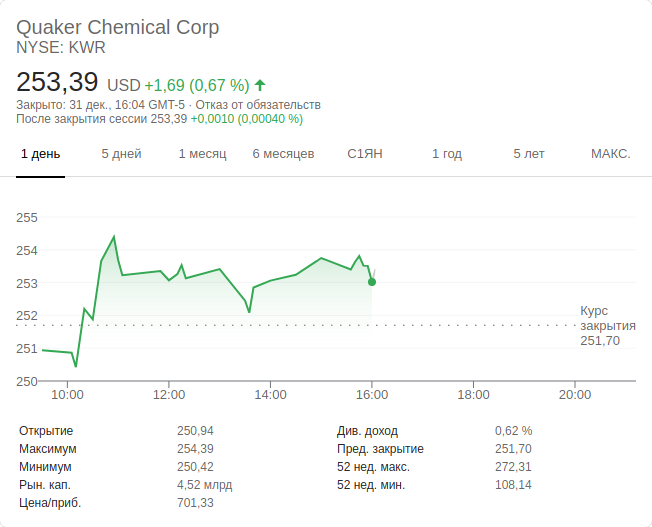 Quaker Chemical Corp
NYSE: KWR
253,39 USD +1,69 (0,67 %)
Закрыто: 31 дек., 16:04 GMT-5 · Отказ от обязательств
После закрытия сессии 253,39 +0,0010 (0,00040 %)
1 день 5 дней 1 месяц 6 месяцев С1ЯН 1 год 5 лет МАКС.
255
254
253
252
Курс
закрытия
251,70
251
250
10:00 12:00 14:00 16:00 18:00 20:00
Открытие 250,94 Див. доход 0,62 %
Максимум 254,39 Пред. закрытие 251,70
Минимум 250,42 52 нед. макс. 272,31
Рын. кап. 4,52 млрд 52 нед. мин. 108,14
Цена/приб. 701,33